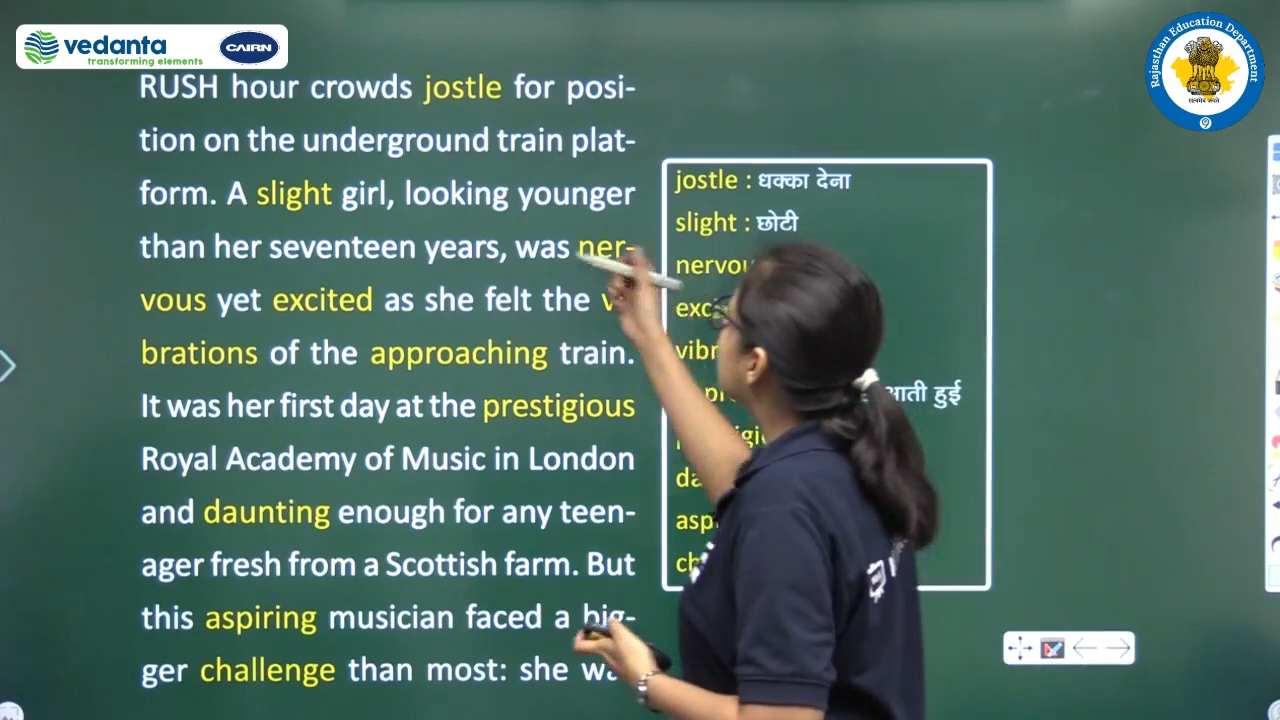 vedanta
transforming elements
CAIRN
Rajasthan Education Department
सत्यमेव जयते
RUSH hour crowds jostle for posi-
tion on the underground train plat-
form. A slight girl, looking younger
than her seventeen years, was ner-
vous yet excited as she felt the
brations of the approaching train.
It was her first day at the prestigious
Royal Academy of Music in London
and daunting enough for any teen-
ager fresh from a Scottish farm. But
this aspiring musician faced a big-
ger challenge than most: she
jostle : धक्का देना
slight : छोटी
आती हुई